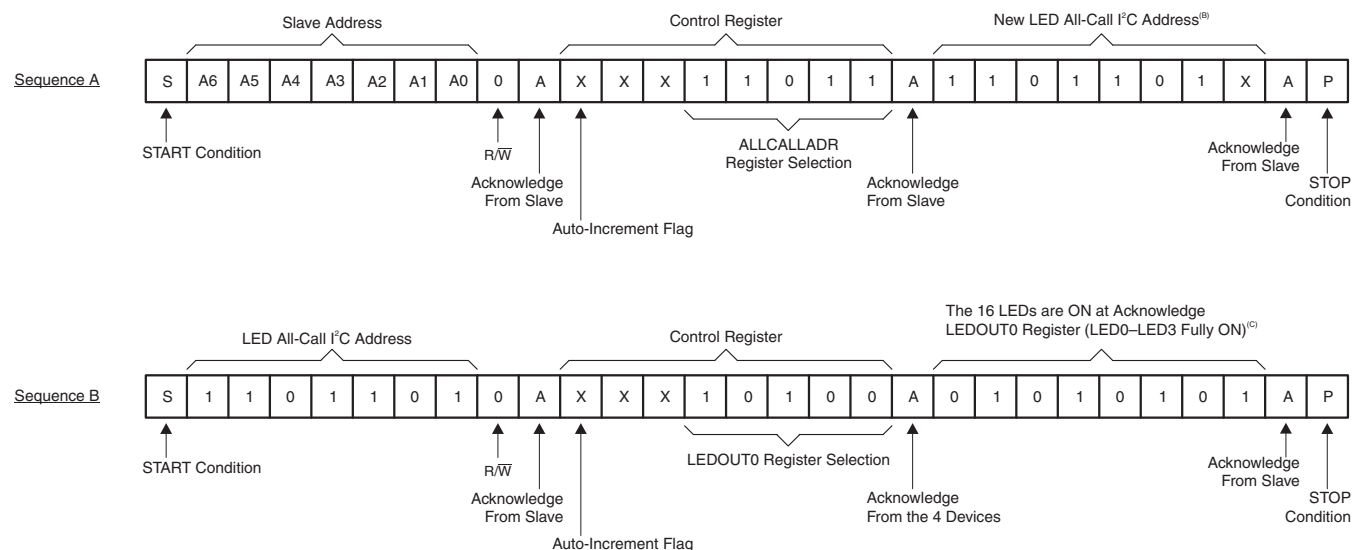 Slave Address
Control Register
New LED All-Call I²C Address(B)
Sequence A
S A6 A5 A4 A3 A2 A1 A0 0 A X X X 1 1 0 1 1 A 1 1 0 1 1 0 1 X A P
START Condition
R/W̅
Acknowledge
From Slave
Auto-Increment Flag
ALLCALLADR
Register Selection
Acknowledge
From Slave
Acknowledge
From Slave
STOP
Condition
LED All-Call I²C Address
Control Register
The 16 LEDs are ON at Acknowledge
LEDOUT0 Register (LED0–LED3 Fully ON)(C)
Sequence B
S 1 1 0 1 1 0 1 0 A X X X 1 0 1 0 0 A 0 1 0 1 0 1 0 1 A P
START Condition
R/W̅
Acknowledge
From Slave
Auto-Increment Flag
LEDOUT0 Register Selection
Acknowledge
From the 4 Devices
Acknowledge
From Slave
STOP
Condition